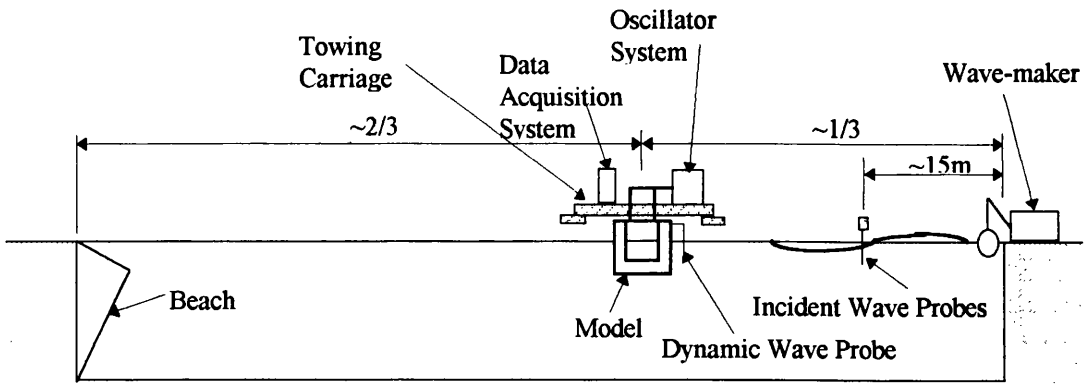 Oscillator
System
Towing
Carriage
Data
Acquisition
System
Wave-maker
~2/3
~1/3
~15m
Beach
Model
Incident Wave Probes
Dynamic Wave Probe